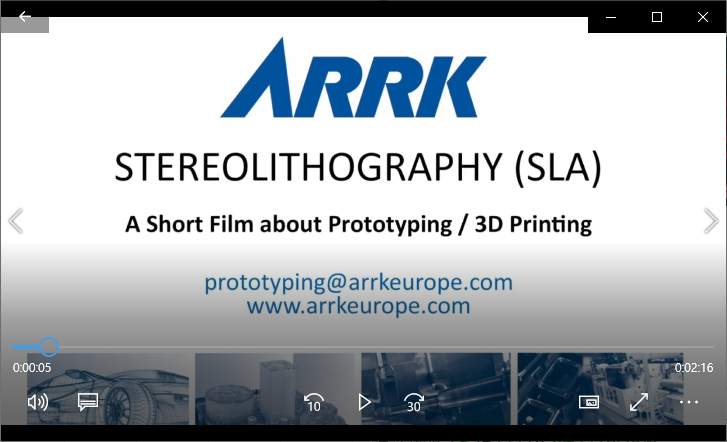 ARRK
STEREOLITHOGRAPHY (SLA)
A Short Film about Prototyping / 3D Printing
prototyping@arrkeurope.com
www.arrkeurope.com
0:00:05
0:02:16
10
30